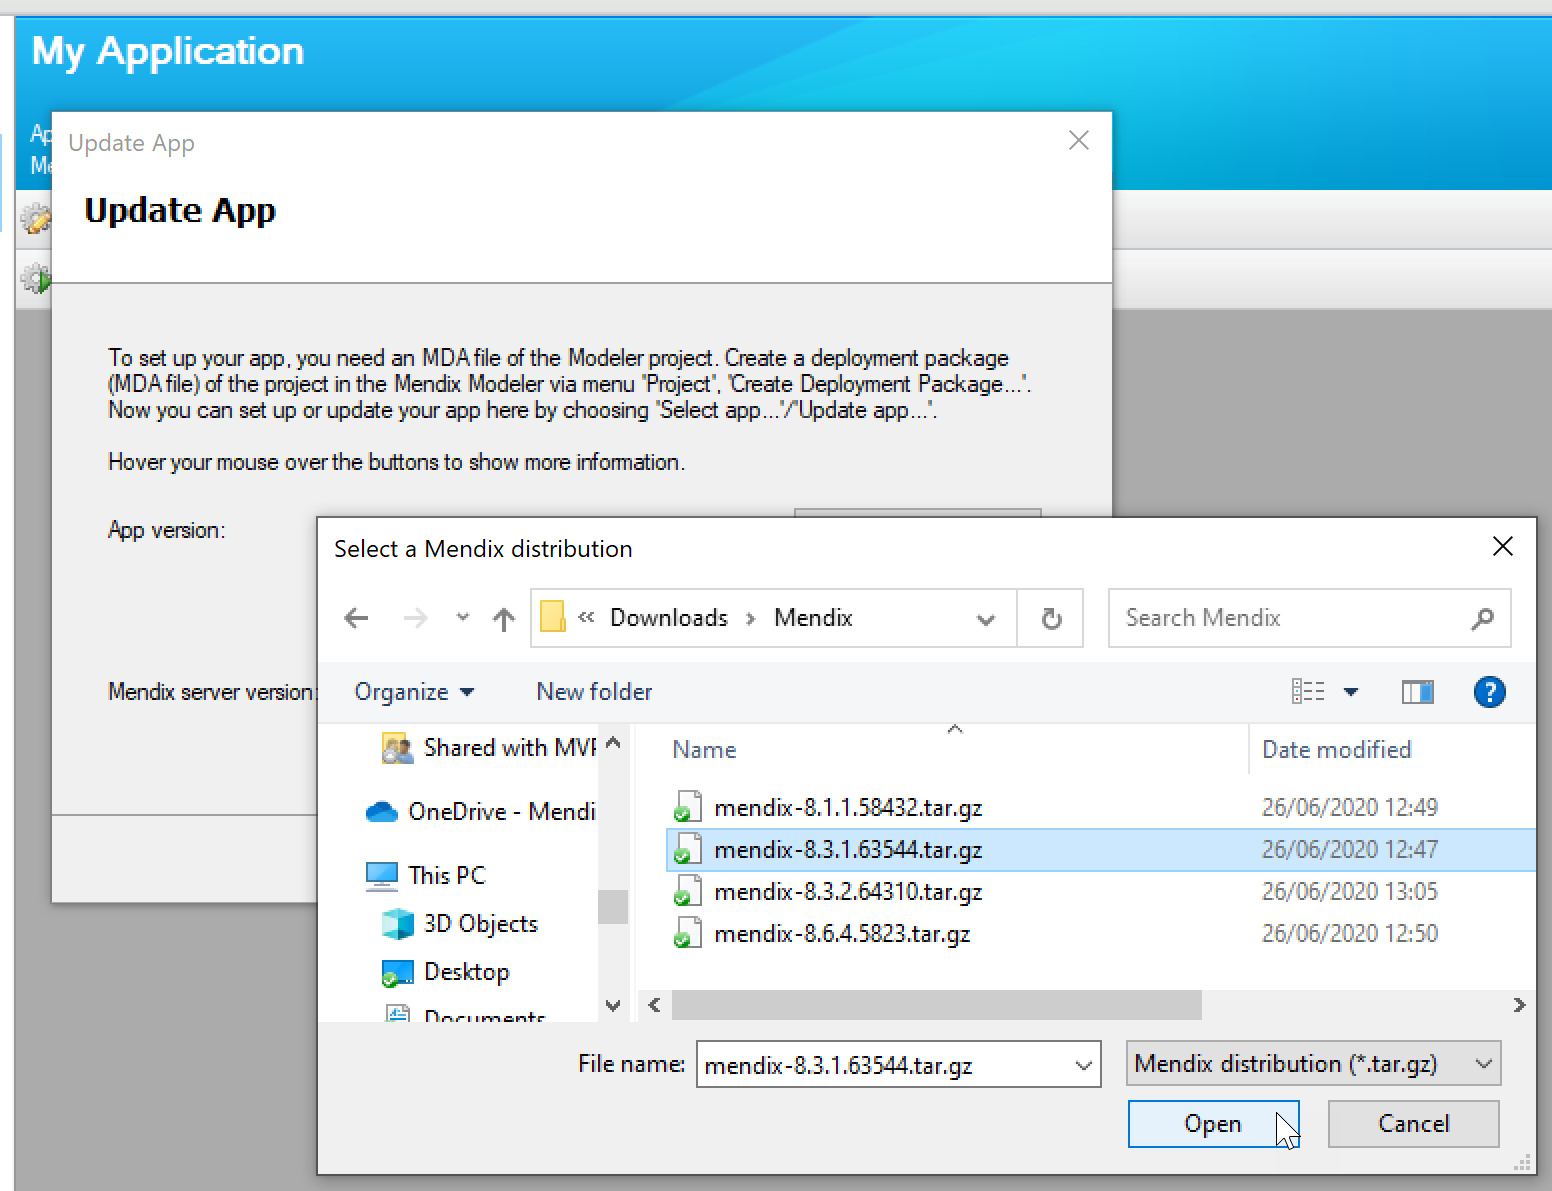 My Application
Ap
Me
Update App
Update App
To set up your app, you need an MDA file of the Modeler project. Create a deployment package
(MDA file) of the project in the Mendix Modeler via menu 'Project', 'Create Deployment Package...'.
Now you can set up or update your app here by choosing 'Select app...'/'Update app...'.
Hover your mouse over the buttons to show more information.
App version:
Mendix server version:
Select a Mendix distribution
« Downloads > Mendix
Search Mendix
Organize
New folder
?
Shared with MVP
OneDrive - Mendi
This PC
3D Objects
Desktop
Documents
Name
Date modified
mendix-8.1.1.58432.tar.gz 26/06/2020 12:49
mendix-8.3.1.63544.tar.gz 26/06/2020 12:47
mendix-8.3.2.64310.tar.gz 26/06/2020 13:05
mendix-8.6.4.5823.tar.gz 26/06/2020 12:50
File name: mendix-8.3.1.63544.tar.gz
Mendix distribution (*.tar.gz)
Open
Cancel